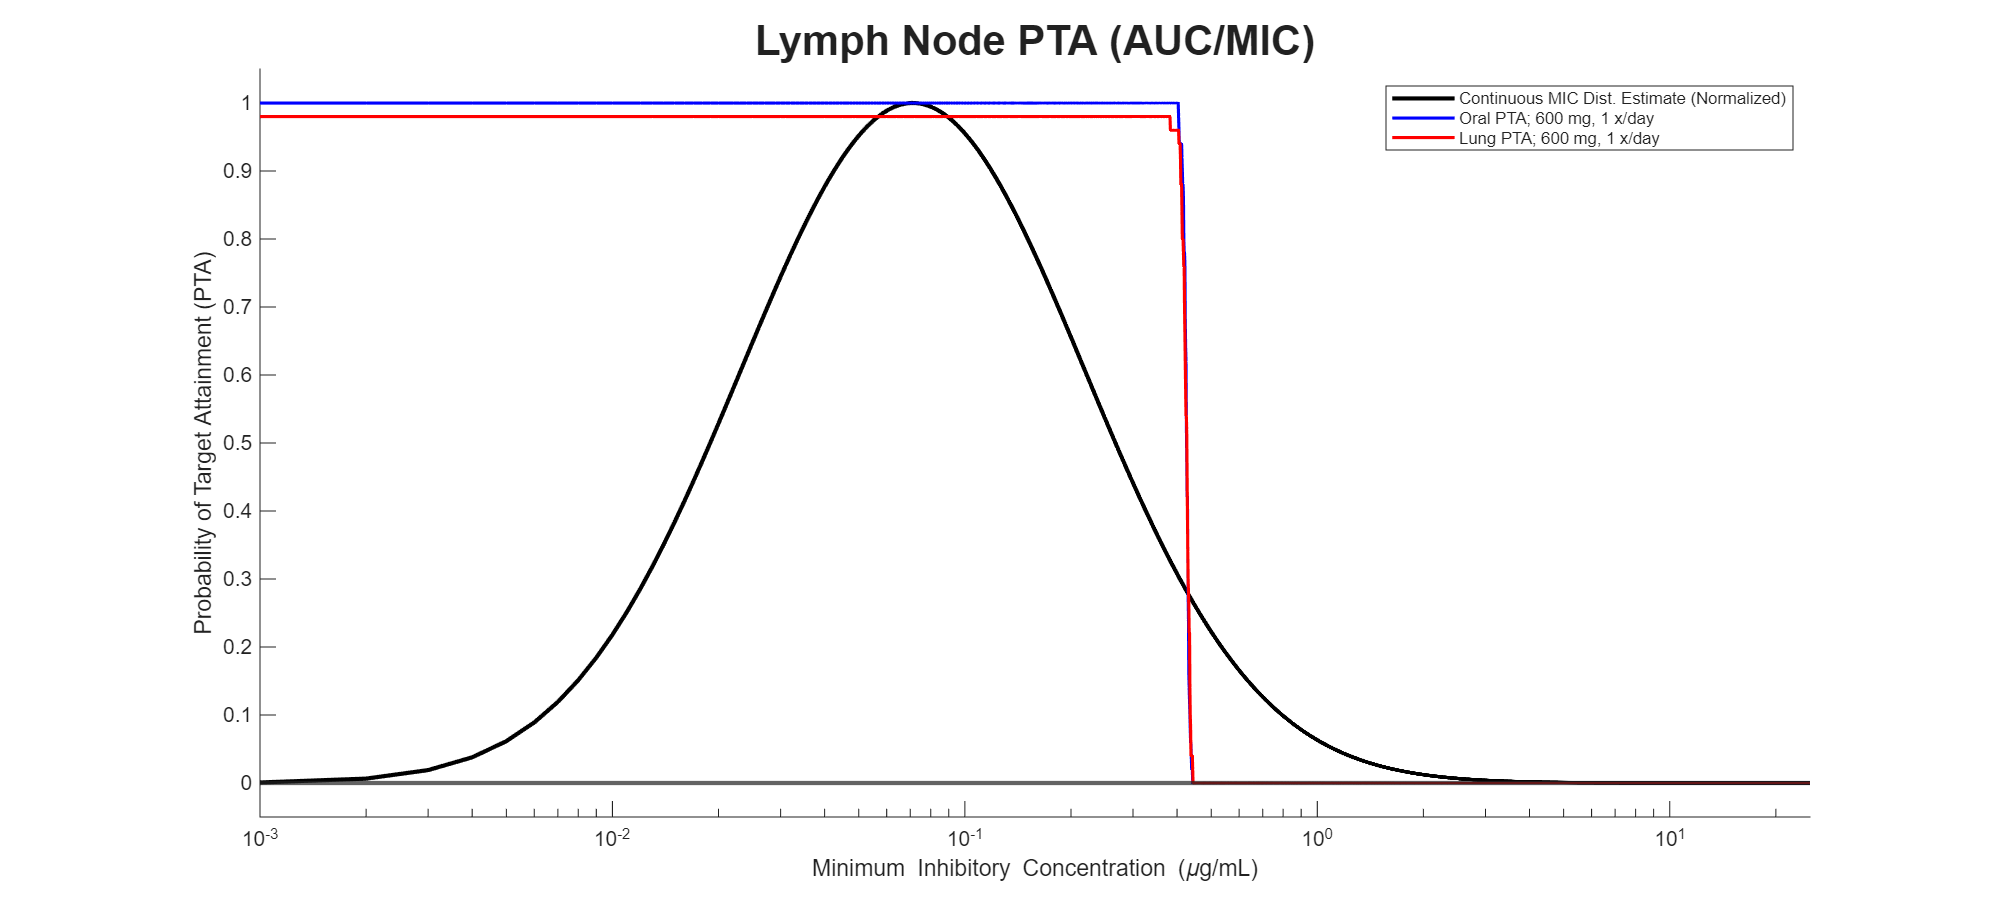 Lymph Node PTA (AUC/MIC)
Continuous MIC Dist. Estimate (Normalized)
Oral PTA; 600 mg, 1 x/day
Lung PTA; 600 mg, 1 x/day
Probability of Target Attainment (PTA)
1
0.9
0.8
0.7
0.6
0.5
0.4
0.3
0.2
0.1
0
10-3 10-2 10-1 100 101
Minimum Inhibitory Concentration (µg/mL)